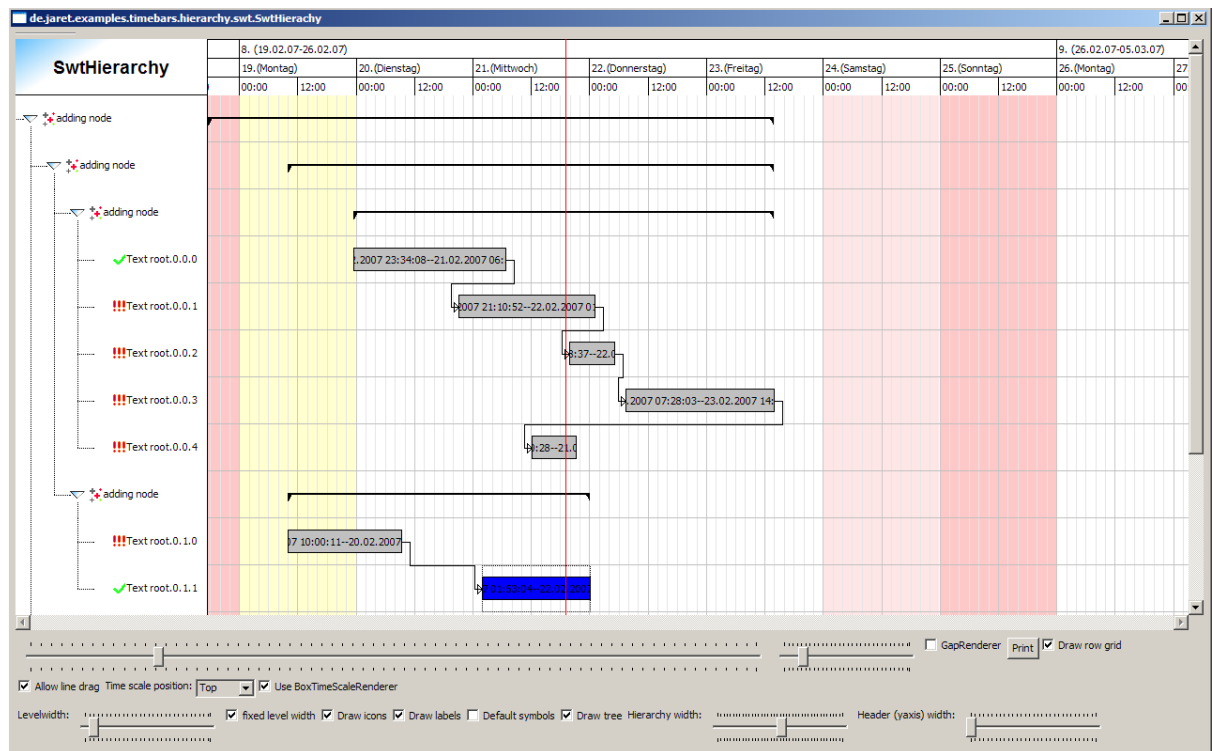 de.jaret.examples.timebars.hierarchy.swt.SwtHierachy
SwtHierarchy
8. (19.02.07-26.02.07) 9. (26.02.07-05.03.07)
19.(Montag) 20.(Dienstag) 21.(Mittwoch) 22.(Donnerstag) 23.(Freitag) 24.(Samstag) 25.(Sonntag) 26.(Montag) 27
00:00 12:00 00:00 12:00 00:00 12:00 00:00 12:00 00:00 12:00 00:00 12:00 00:00 12:00 00:00 12:00 00:
adding node
adding node
adding node
Text root.0.0.0 2.2007 23:34:08--21.02.2007 06:
Text root.0.0.1 2007 21:10:52--22.02.2007 01
Text root.0.0.2 :37--22.0
Text root.0.0.3 .2007 07:28:03--23.02.2007 14:
Text root.0.0.4 :28--21.0
adding node
Text root.0.1.0 07 10:00:11--20.02.2007
Text root.0.1.1
GapRenderer Print Draw row grid
Allow line drag Time scale position: Top Use BoxTimeScaleRenderer
Levelwidth: fixed level width Draw icons Draw labels Default symbols Draw tree Hierarchy width: Header (yaxis) width: